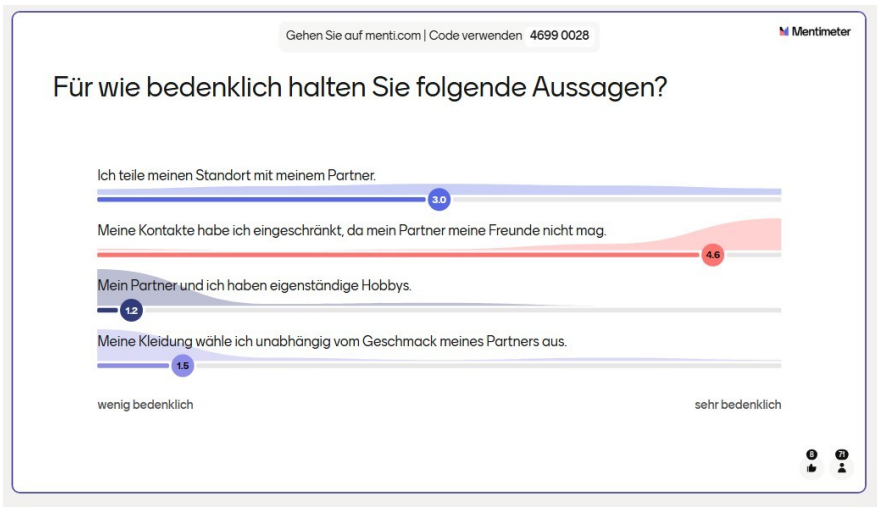 Gehen Sie auf menti.com | Code verwenden 4699 0028
Mentimeter
Für wie bedenklich halten Sie folgende Aussagen?
Ich teile meinen Standort mit meinem Partner.
3.0
Meine Kontakte habe ich eingeschränkt, da mein Partner meine Freunde nicht mag.
4.6
Mein Partner und ich haben eigenständige Hobbys.
1.2
Meine Kleidung wähle ich unabhängig vom Geschmack meines Partners aus.
1.5
wenig bedenklich
sehr bedenklich
8
71